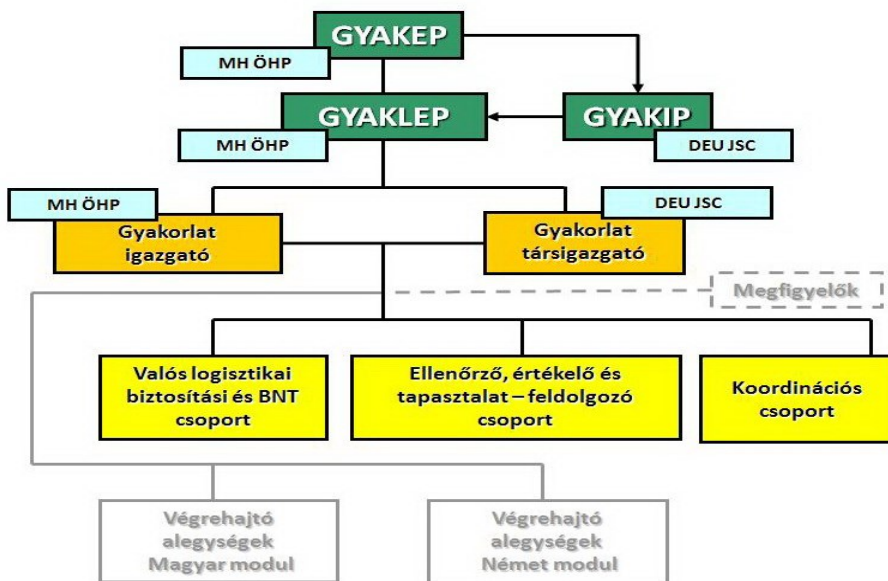 GYAKEP
MH ÖHP
GYAKLEP
MH ÖHP
GYAKIP
DEU JSC
MH ÖHP
Gyakorlat
igazgató
DEU JSC
Gyakorlat
társigazgató
Megfigyelők
Valós logisztikai
biztosítási és BNT
csoport
Ellenőrző, értékelő és
tapasztalat – feldolgozó
csoport
Koordinációs
csoport
Végrehajtó
alegységek
Magyar modul
Végrehajtó
alegységek
Német modul